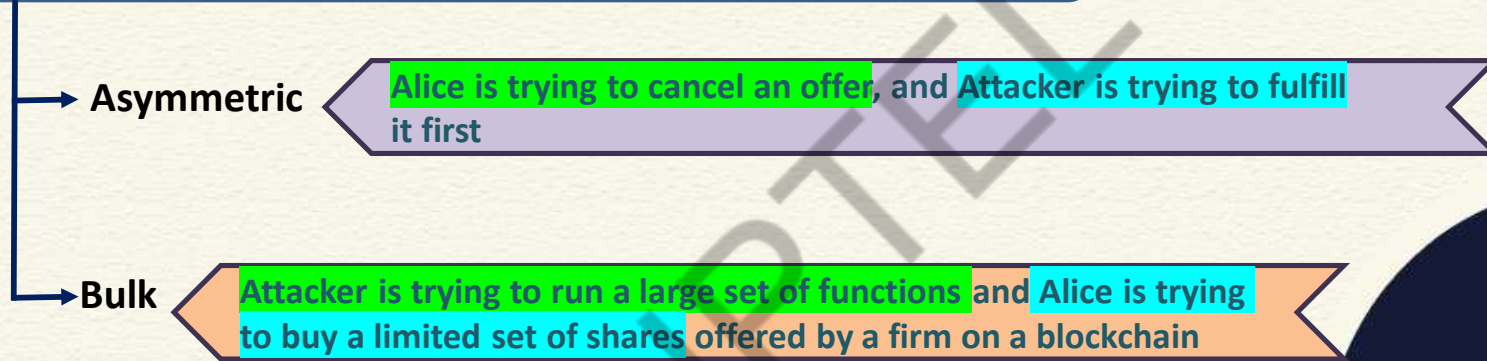 Asymmetric
Alice is trying to cancel an offer, and Attacker is trying to fulfill
it first
Bulk
Attacker is trying to run a large set of functions and Alice is trying
to buy a limited set of shares offered by a firm on a blockchain
PTEL